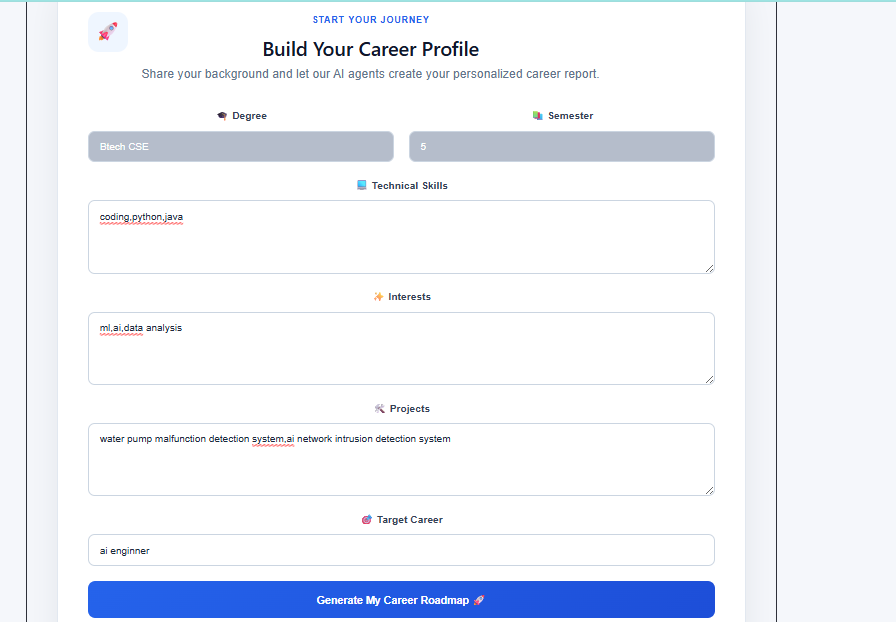 START YOUR JOURNEY
Build Your Career Profile
Share your background and let our AI agents create your personalized career report.
Degree
Semester
Btech CSE
5
Technical Skills
coding,python,java
Interests
ml,ai,data analysis
Projects
water pump malfunction detection system,ai network intrusion detection system
Target Career
ai enginner
Generate My Career Roadmap 🚀